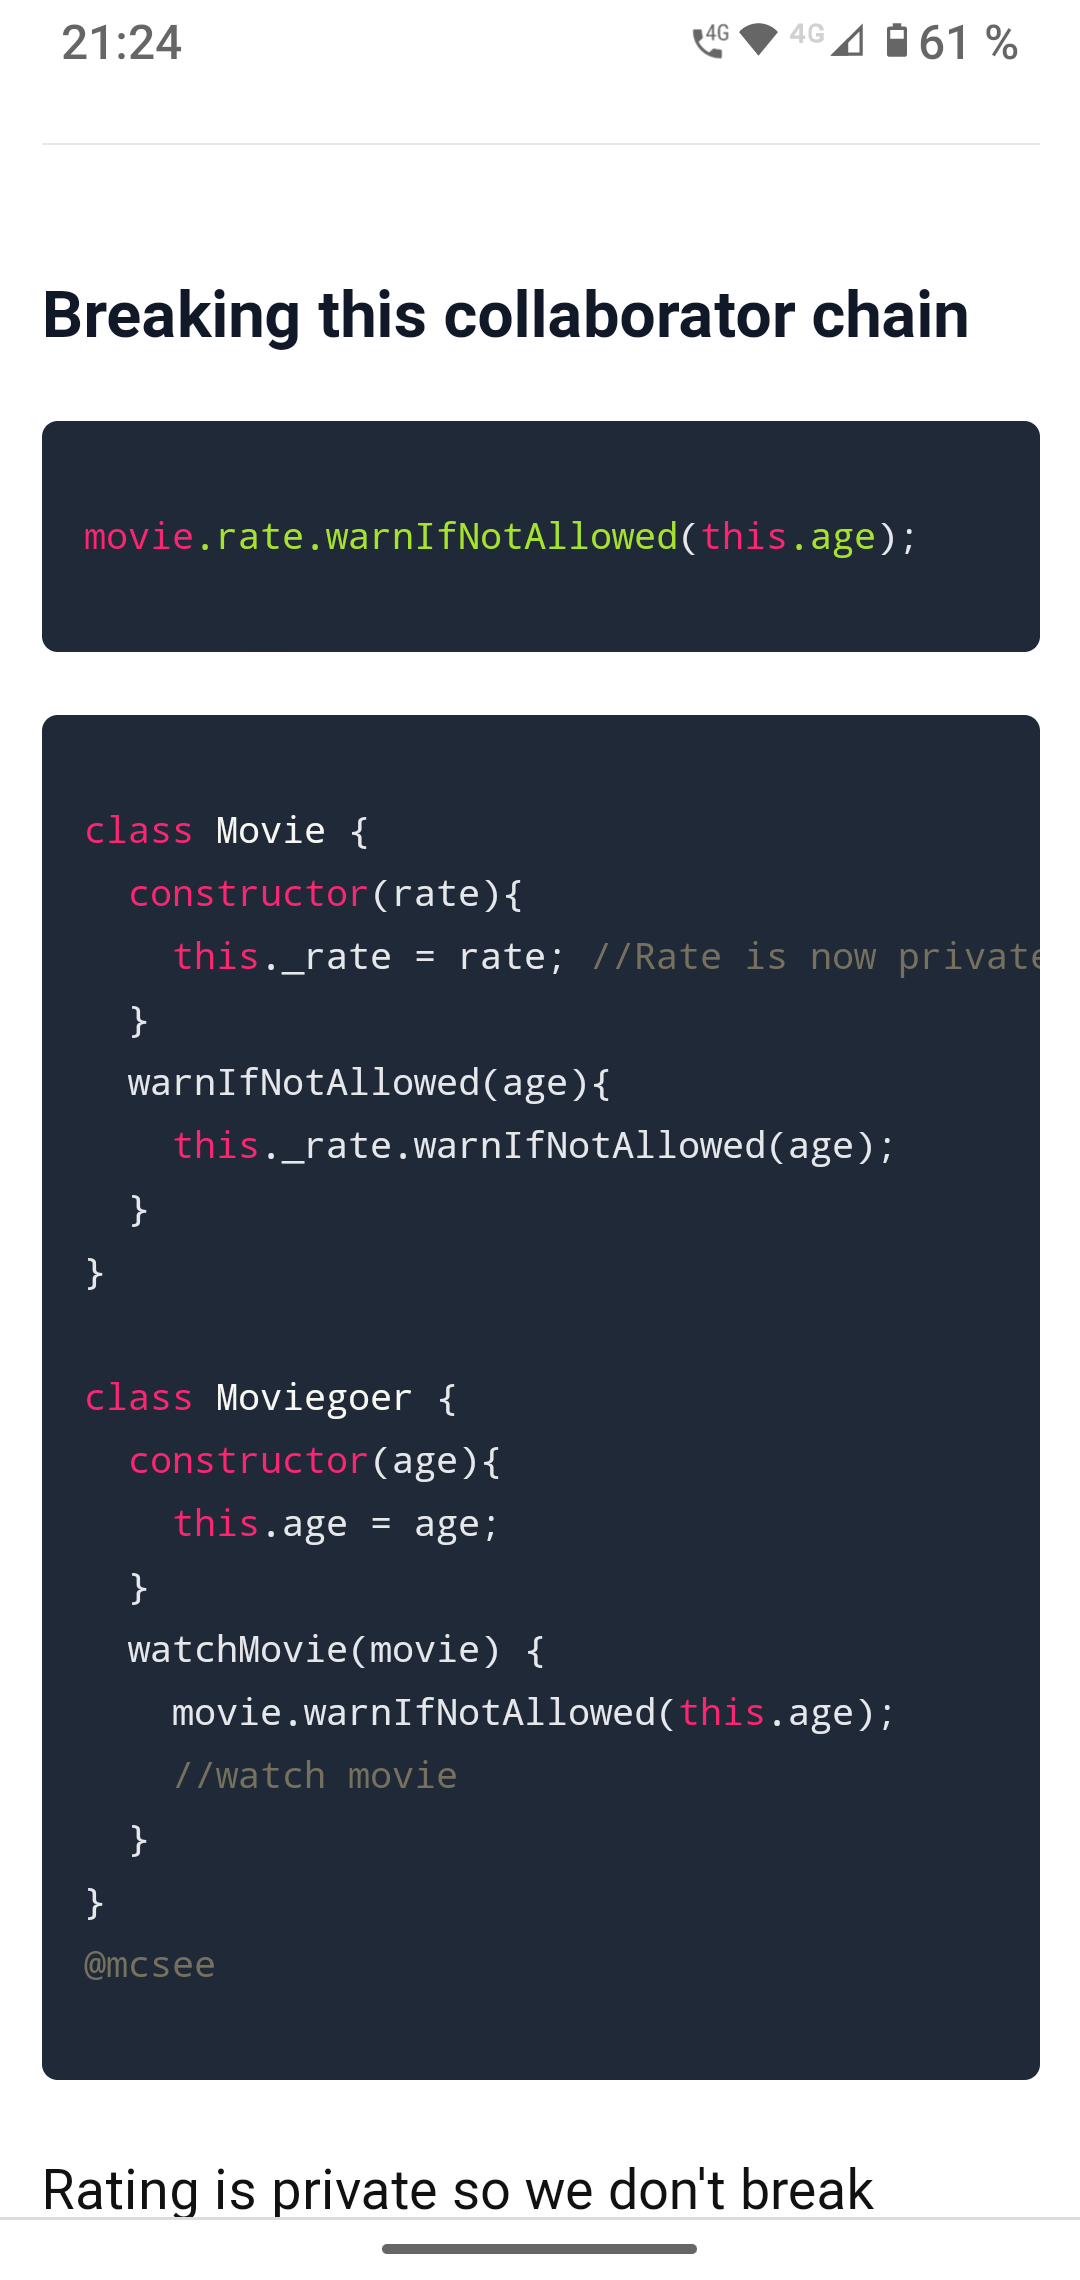 21:24 4G 4G 61 %
Breaking this collaborator chain
movie.rate.warnIfNotAllowed(this.age);
class Movie {
  constructor(rate){
    this._rate = rate; //Rate is now private
  }
  warnIfNotAllowed(age){
    this._rate.warnIfNotAllowed(age);
  }
}
class Moviegoer {
  constructor(age){
    this.age = age;
  }
  watchMovie(movie) {
    movie.warnIfNotAllowed(this.age);
    //watch movie
  }
}
@mcsee
Rating is private so we don't break